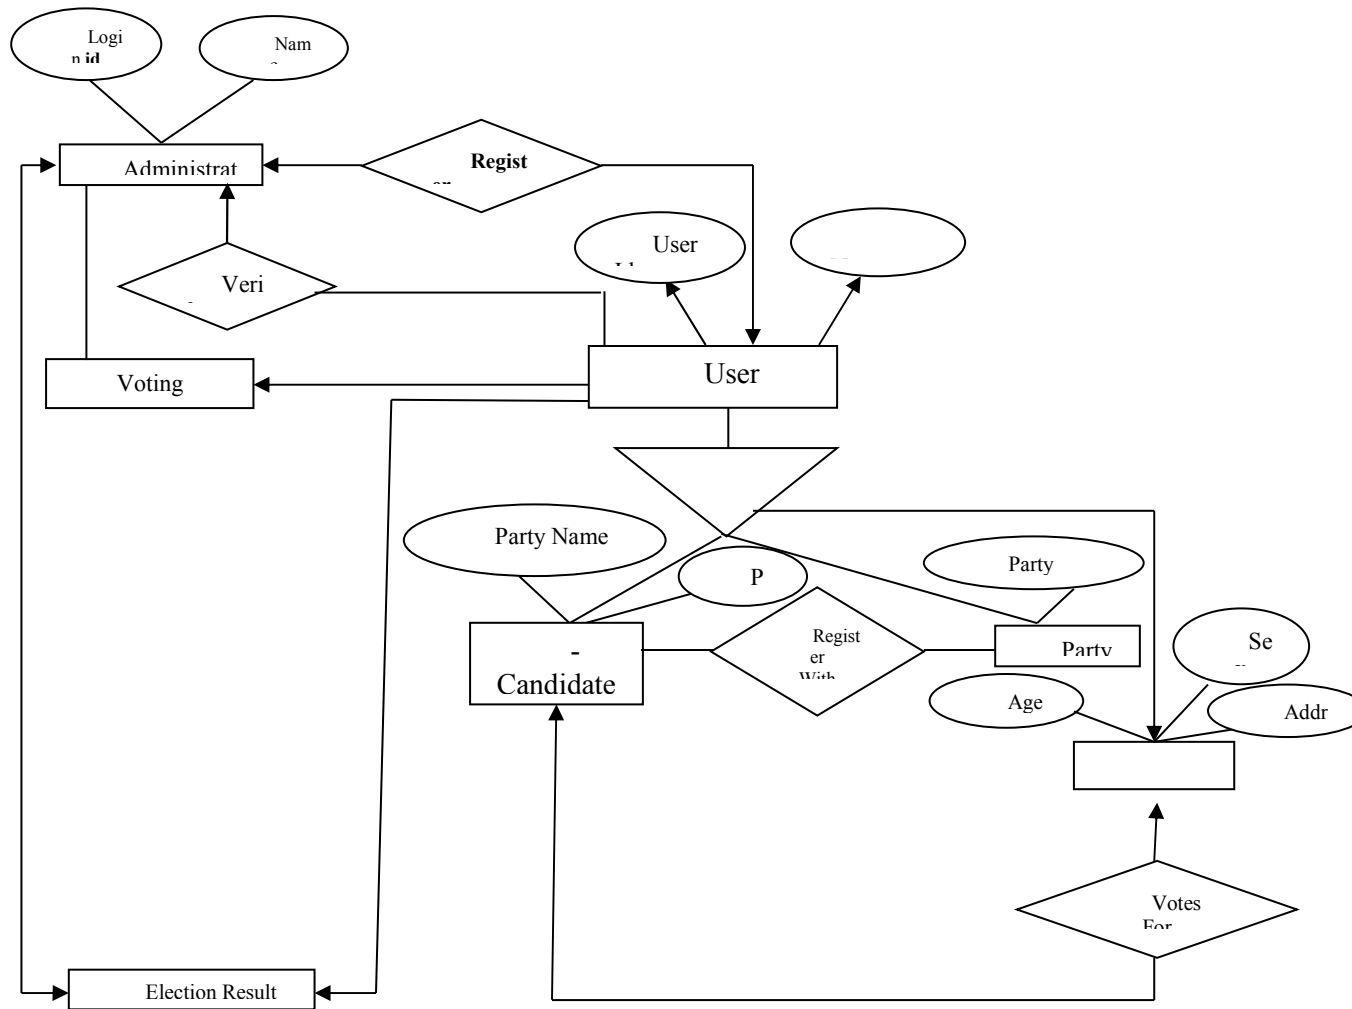 Logi
n id
Nam
Regist
Administrat
User
Veri
User
Voting
Party Name
Party
P
Regist
er
With
Se
-
Party
Candidate
Age
Addr
Votes
For
Election Result